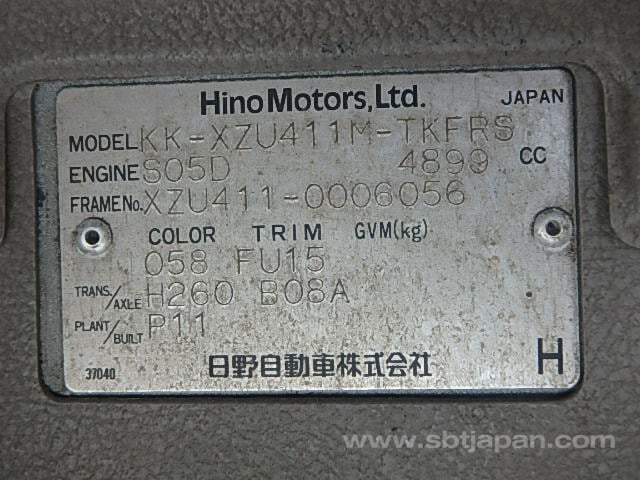 Hino Motors, Ltd. JAPAN
MODEL KK-XZU411M-TKFRS
ENGINE S05D 4899 CC
FRAME No. XZU411-0006056
COLOR TRIM GVM(kg)
058 FU15
TRANS./AXLE H260 B08A
PLANT/BUILT P11
37040 日野自動車株式会社 H
www.sbtjapan.com